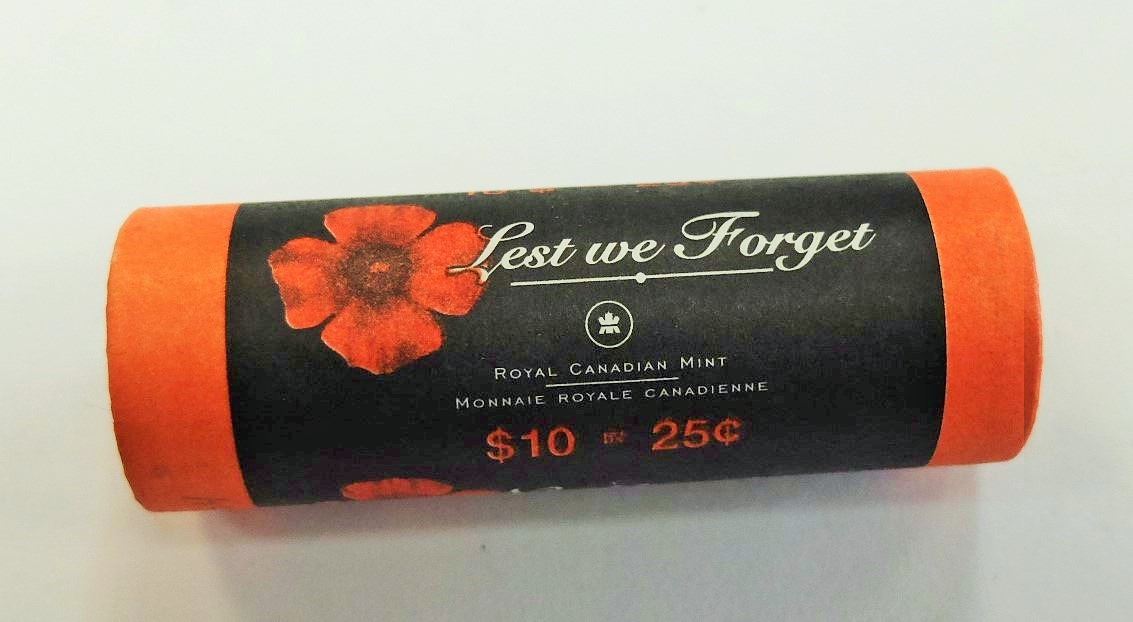 Lest we Forget
ROYAL CANADIAN MINT
MONNAIE ROYALE CANADIENNE
$10 25¢